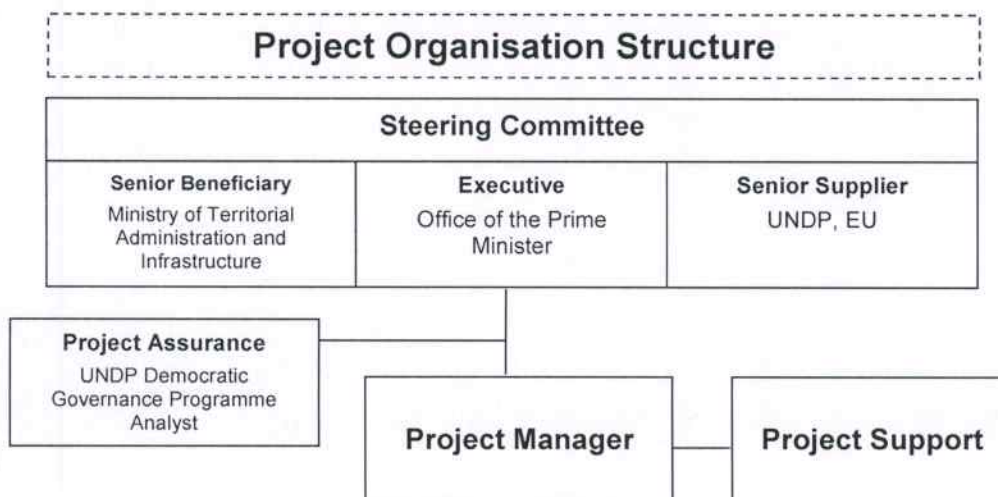 Project Organisation Structure
Steering Committee
Senior Beneficiary
Ministry of Territorial
Administration and
Infrastructure
Executive
Office of the Prime
Minister
Senior Supplier
UNDP, EU
Project Assurance
UNDP Democratic
Governance Programme
Analyst
Project Manager
Project Support